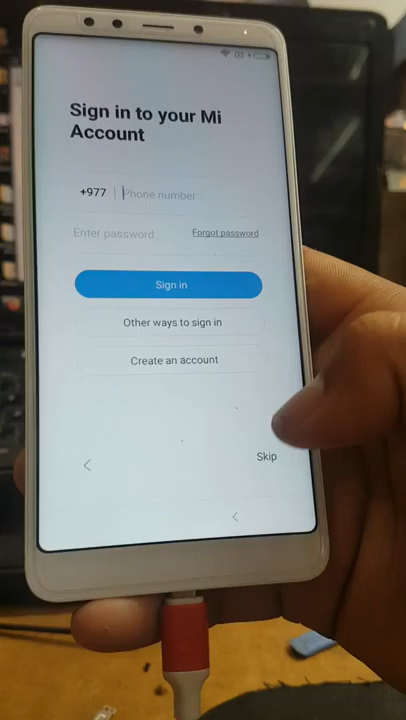 Sign in to your Mi
Account
+977 Phone number
Enter password Forgot password
Sign in
Other ways to sign in
Create an account
Skip